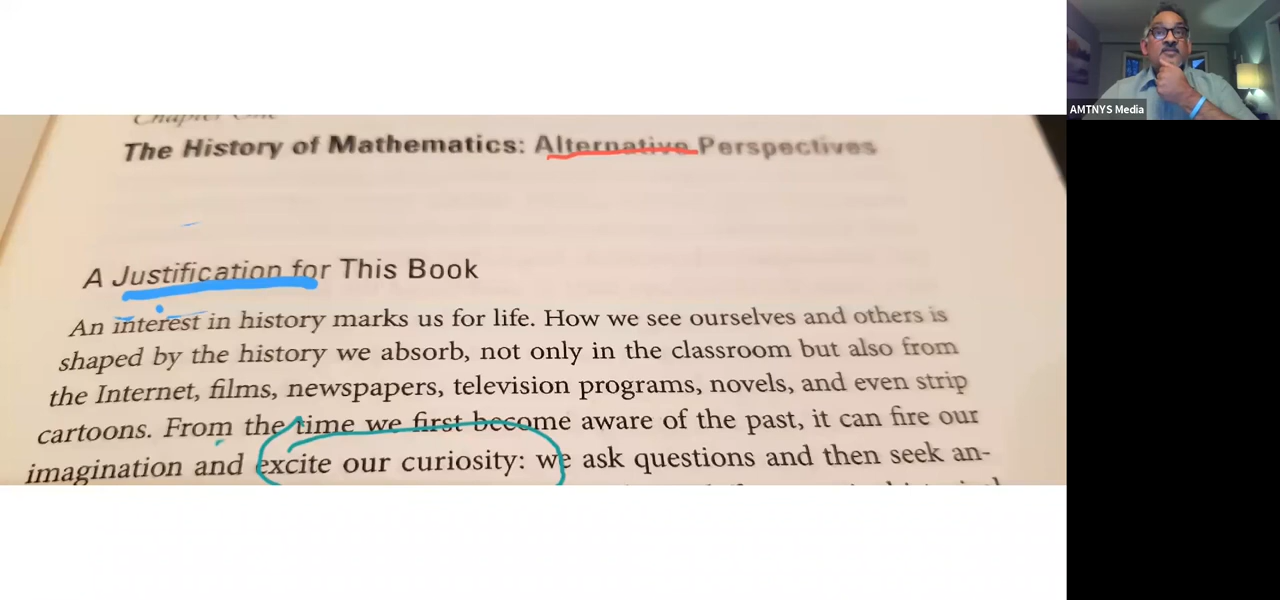 Chapter One
The History of Mathematics: Alternative Perspectives
A Justification for This Book
An interest in history marks us for life. How we see ourselves and others is
shaped by the history we absorb, not only in the classroom but also from
the Internet, films, newspapers, television programs, novels, and even strip
cartoons. From the time we first become aware of the past, it can fire our
imagination and excite our curiosity: we ask questions and then seek an-
AMTNYS Media